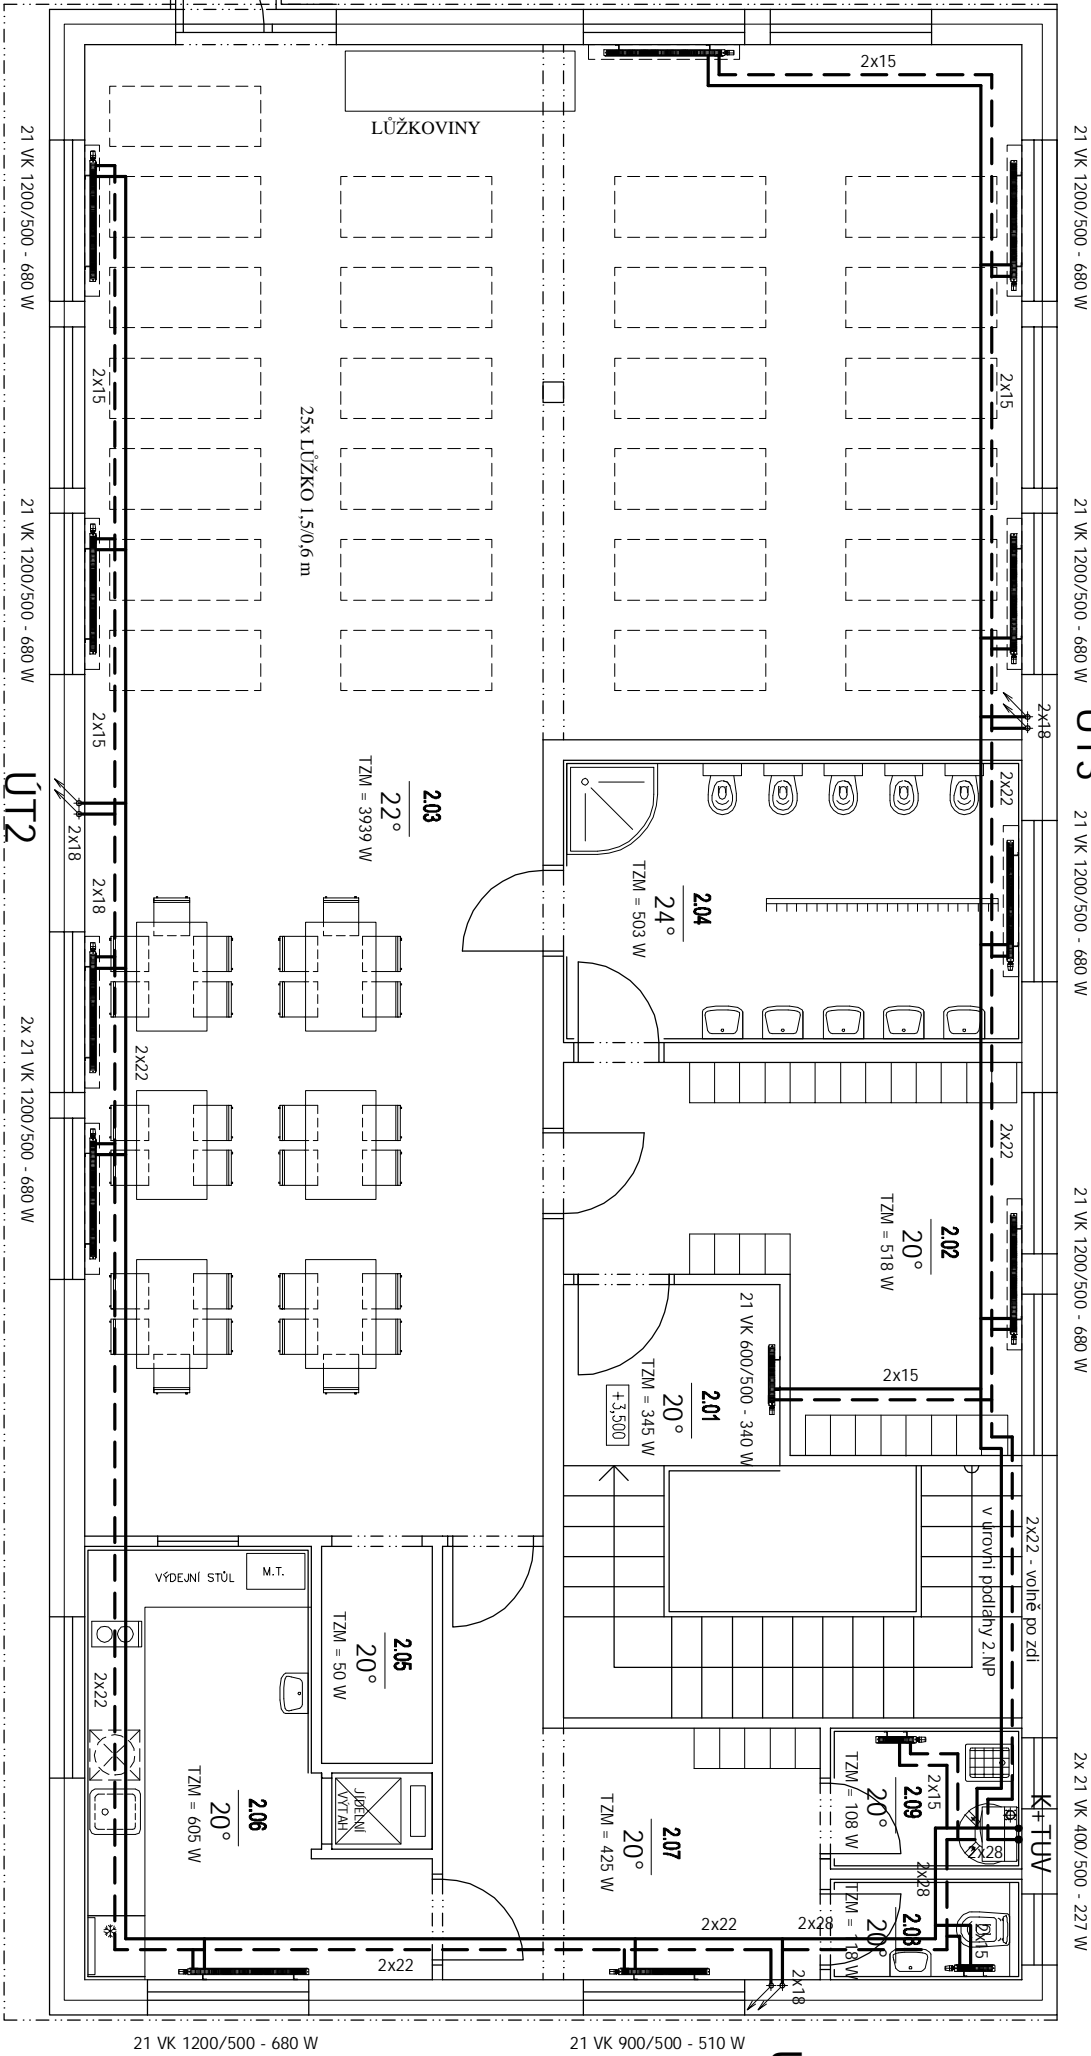 2x15
LŮŽKOVINY
21 VK 1200/500 - 680 W
21 VK 1200/500 - 680 W
2x15
2x15
25x LŮŽKO 1,5/0,6 m
21 VK 1200/500 - 680 W
21 VK 1200/500 - 680 W
2x15
2x18
2x22
ÚT2
2x18
2x18
2.03
22°
TZM = 3939 W
2.04
24°
TZM = 503 W
21 VK 1200/500 - 680 W
2x 21 VK 1200/500 - 680 W
2x22
2x22
2.02
20°
TZM = 518 W
21 VK 1200/500 - 680 W
21 VK 600/500 - 340 W
2x15
2.01
20°
TZM = 345 W
+3,500
2x22 - volně po zdi
v úrovni podlahy 2.NP
VÝDEJNÍ STŮL
M.T.
2.05
20°
TZM = 50 W
2x22
JÍDELNÍ
VÝTAH
2.06
20°
TZM = 605 W
2.07
20°
TZM = 425 W
2.09
20°
TZM = 108 W
2x15
K+TUV
2x28
2x28
2x 21 VK 400/500 - 227 W
2.08
20°
2x15
2x22
2x28
2x22
2x18
21 VK 1200/500 - 680 W
21 VK 900/500 - 510 W